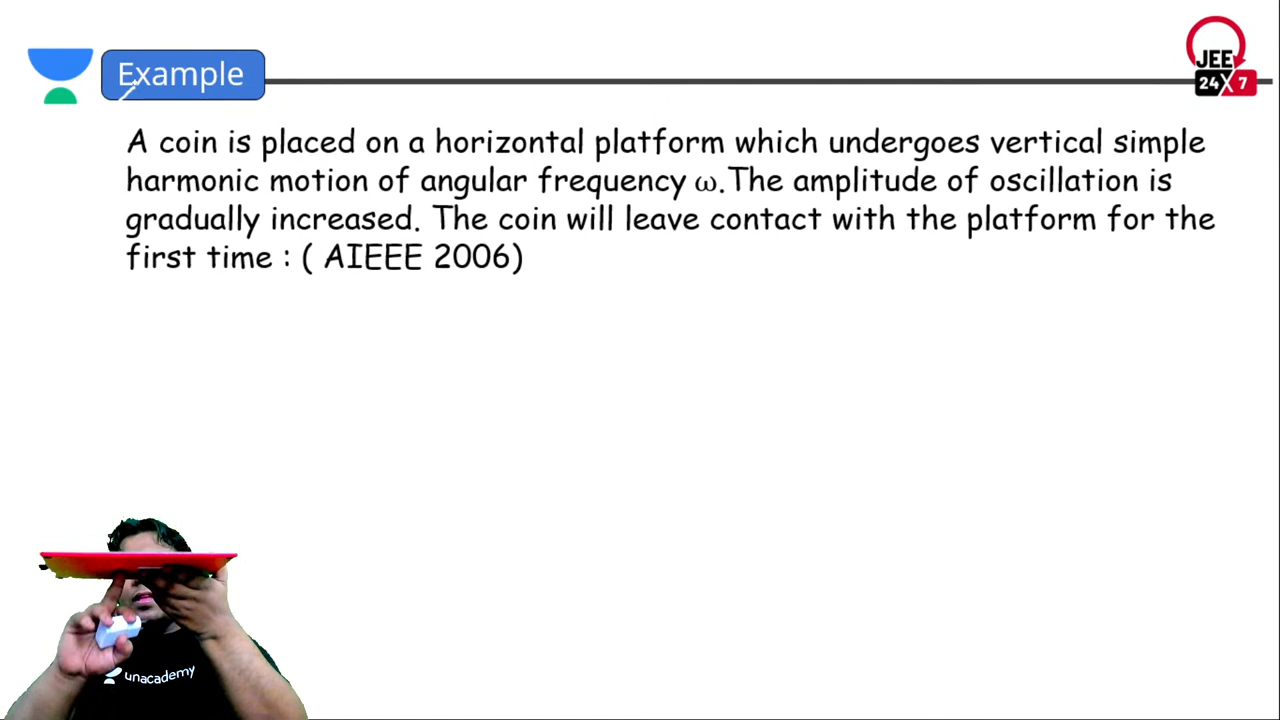 Example
JEE
24X7
A coin is placed on a horizontal platform which undergoes vertical simple
harmonic motion of angular frequency ω.The amplitude of oscillation is
gradually increased. The coin will leave contact with the platform for the
first time : ( AIEEE 2006)
unacademy